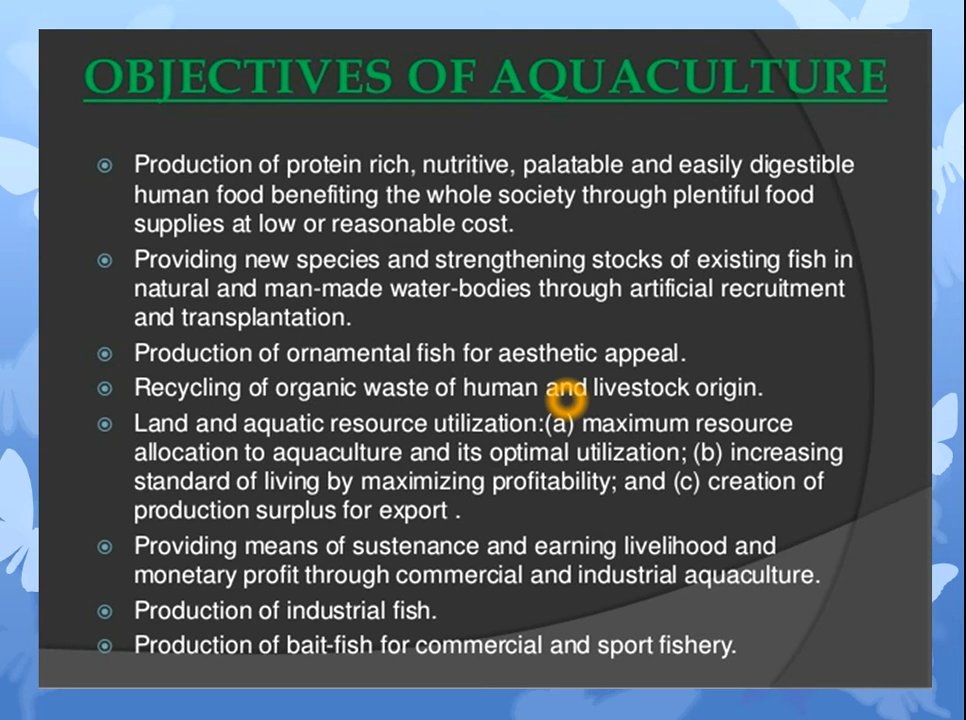 OBJECTIVES OF AQUACULTURE
Production of protein rich, nutritive, palatable and easily digestible
human food benefiting the whole society through plentiful food
supplies at low or reasonable cost.
Providing new species and strengthening stocks of existing fish in
natural and man-made water-bodies through artificial recruitment
and transplantation.
Production of ornamental fish for aesthetic appeal.
Recycling of organic waste of human and livestock origin.
Land and aquatic resource utilization:(a) maximum resource
allocation to aquaculture and its optimal utilization; (b) increasing
standard of living by maximizing profitability; and (c) creation of
production surplus for export .
Providing means of sustenance and earning livelihood and
monetary profit through commercial and industrial aquaculture.
Production of industrial fish.
Production of bait-fish for commercial and sport fishery.